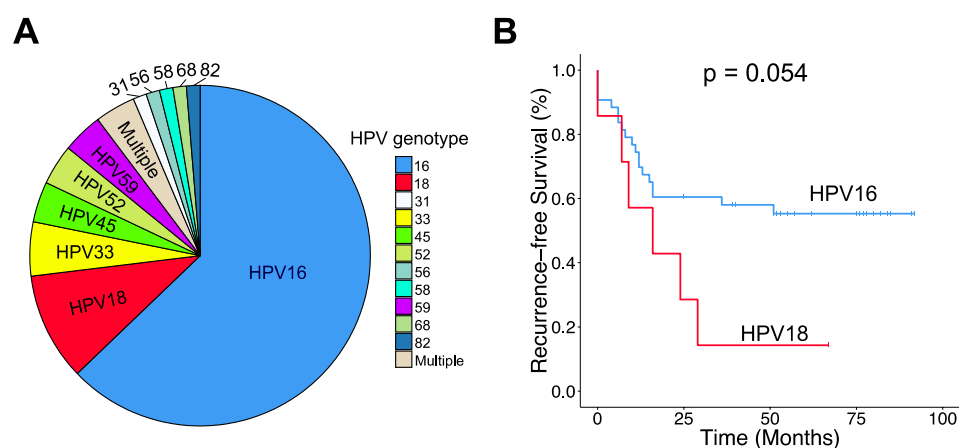 A
31 56 58 68 82
Multiple
HPV59
HPV52
HPV45
HPV33
HPV18
HPV16
HPV genotype
16
18
31
33
45
52
56
58
59
68
82
Multiple
B
p = 0.054
Recurrence−free Survival (%)
1.0
0.8
0.6
0.4
0.2
0.0
HPV16
HPV18
0 25 50 75 100
Time (Months)